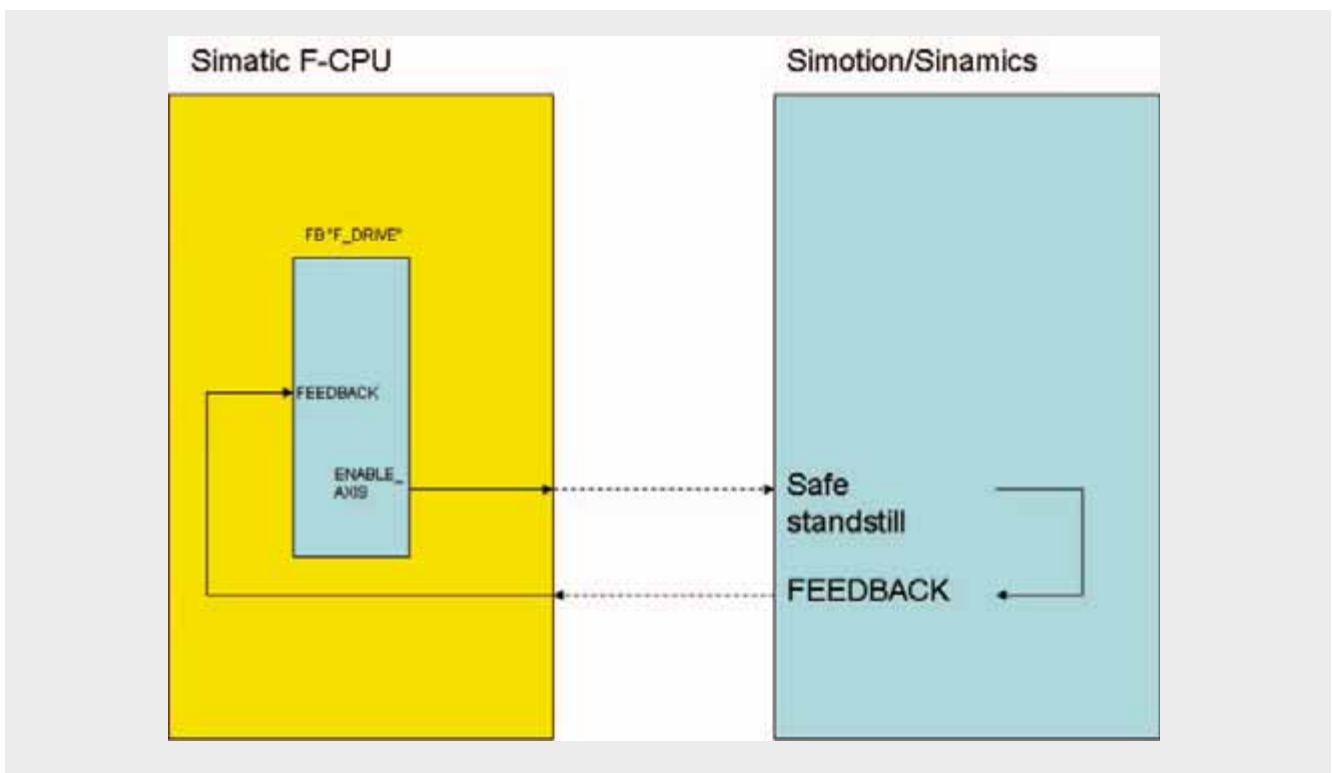 Simatic F-CPU
Simotion/Sinamics
FB"F_DRIVE"
FEEDBACK
ENABLE_
AXIS
Safe
standstill
FEEDBACK